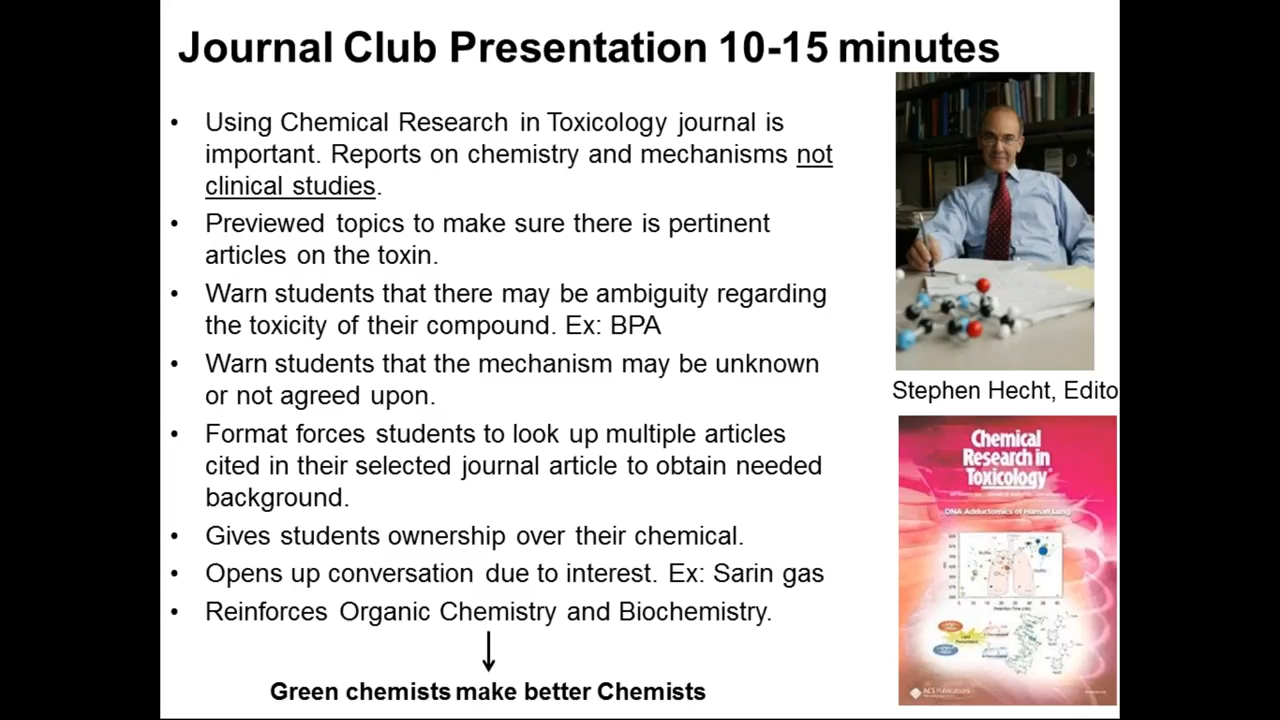 Journal Club Presentation 10-15 minutes
• Using Chemical Research in Toxicology journal is
important. Reports on chemistry and mechanisms not
clinical studies.
• Previewed topics to make sure there is pertinent
articles on the toxin.
• Warn students that there may be ambiguity regarding
the toxicity of their compound. Ex: BPA
• Warn students that the mechanism may be unknown
or not agreed upon.
• Format forces students to look up multiple articles
cited in their selected journal article to obtain needed
background.
• Gives students ownership over their chemical.
• Opens up conversation due to interest. Ex: Sarin gas
• Reinforces Organic Chemistry and Biochemistry.
Green chemists make better Chemists
Stephen Hecht, Edito
Chemical
Research in
Toxicology
DNA Adductomics of Human Lung
ACS Publications